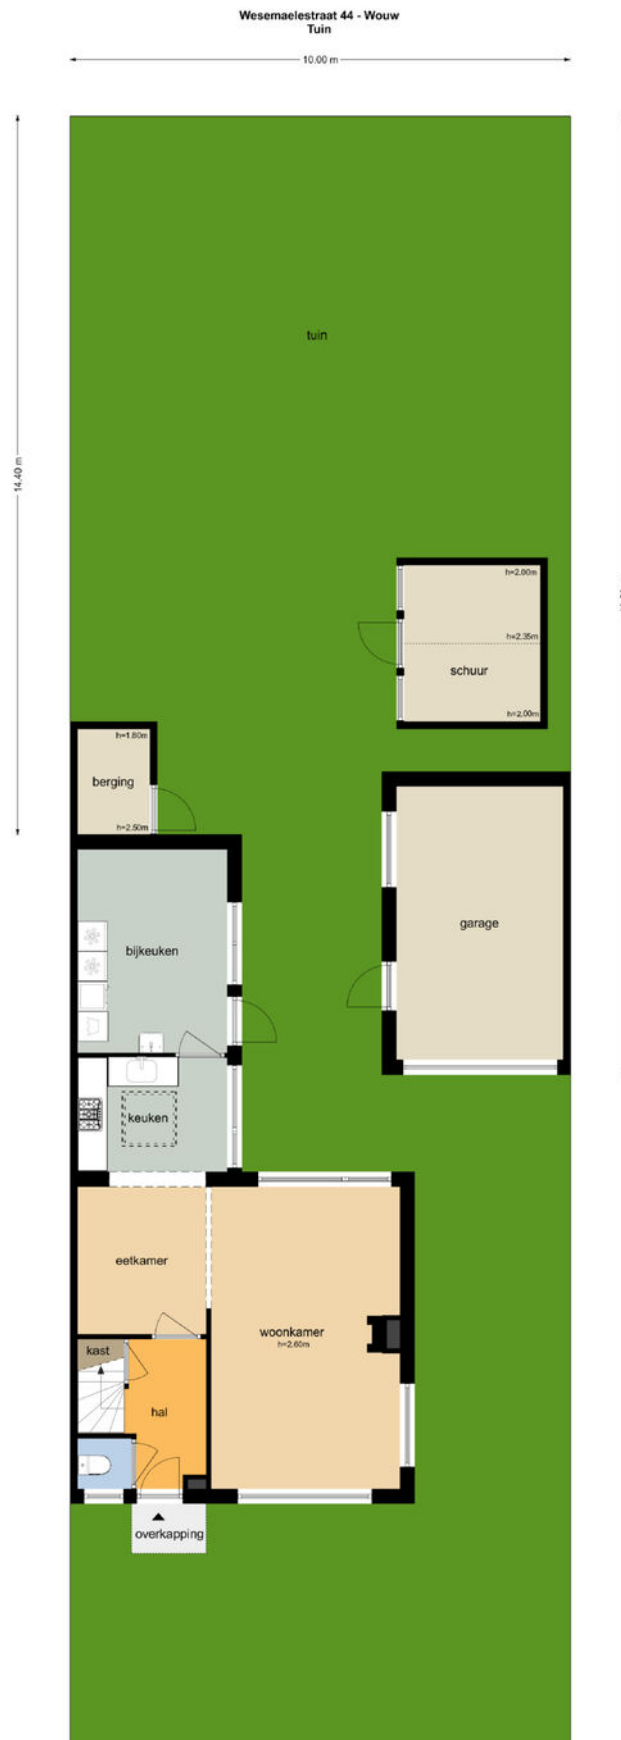 Wesemaelestraat 44 - Wouw
Tuin
10.00 m
14.40 m
tuin
h=2.00m
h=2.35m
schuur
h=2.00m
h=1.80m
berging
h=2.50m
garage
bijkeuken
keuken
eetkamer
woonkamer
h=2.60m
kast
hal
overkapping